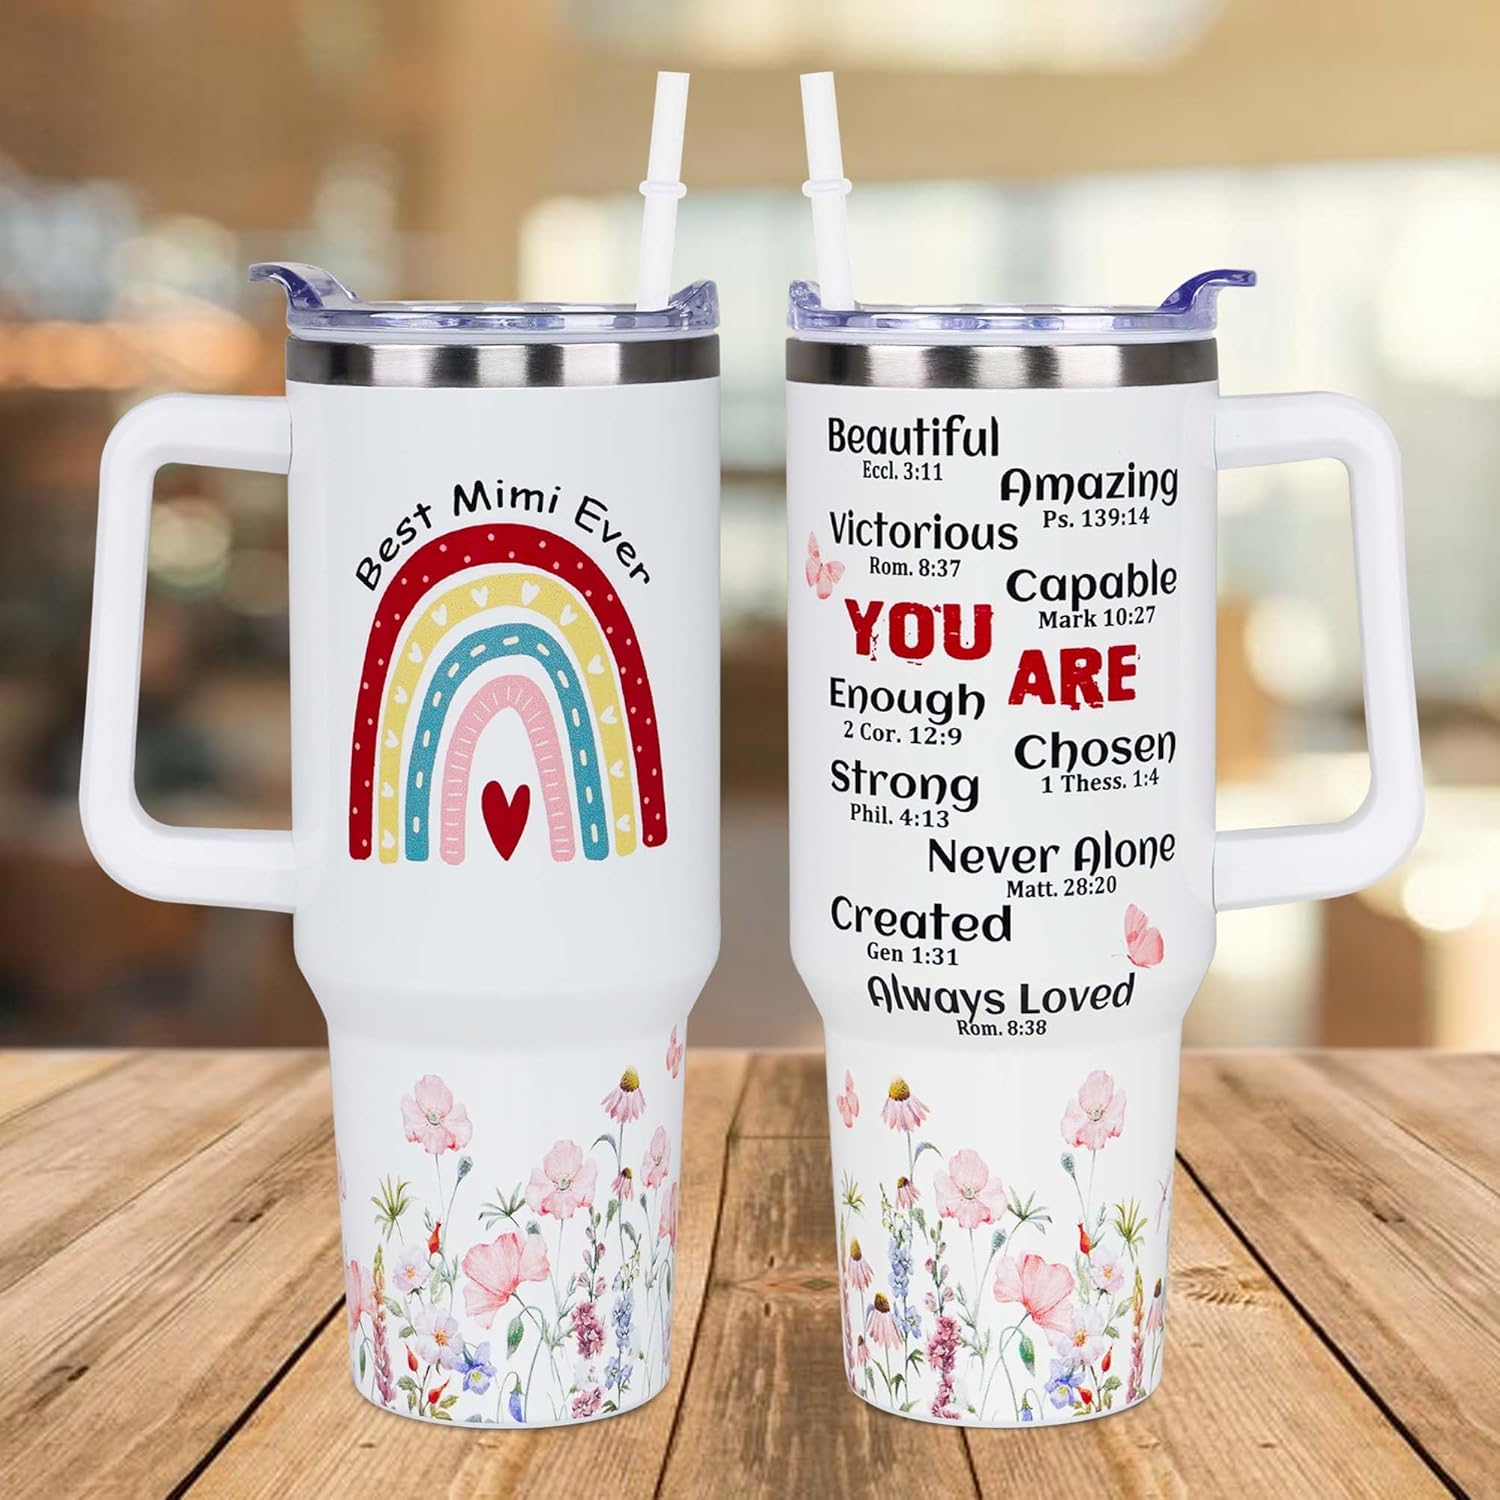 Best Mimi Ever
Beautiful
Eccl. 3:11
Amazing
Ps. 139:14
Victorious
Rom. 8:37
Capable
Mark 10:27
YOU
ARE
Enough
2 Cor. 12:9
Chosen
1 Thess. 1:4
Strong
Phil. 4:13
Never Alone
Matt. 28:20
Created
Gen 1:31
Always Loved
Rom. 8:38